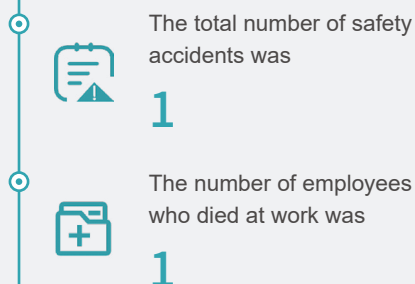 The total number of safety
accidents was
1
The number of employees
who died at work was
1